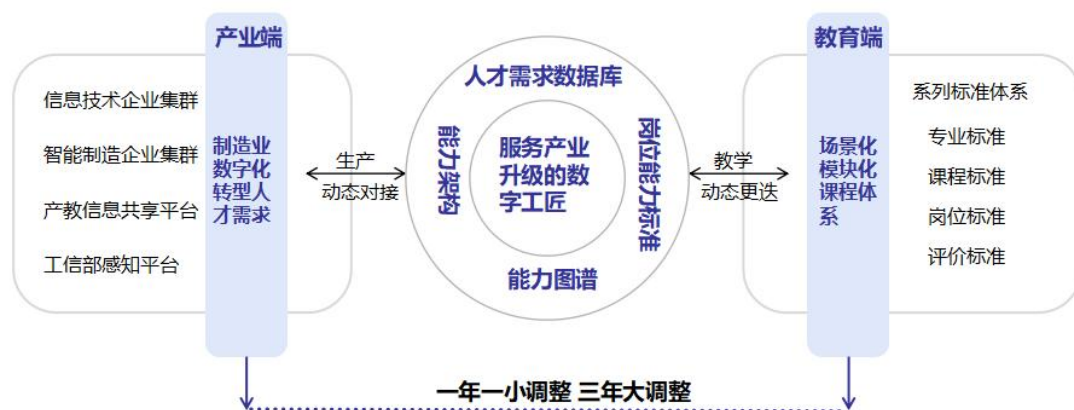 产业端
信息技术企业集群
智能制造企业集群
产教信息共享平台
工信部感知平台
制造业
数字化
转型人
才需求
生产
动态对接
人才需求数据库
能力架构
岗位能力标准
能力图谱
服务产业
升级的数
字工匠
教学
动态更迭
教育端
场景化
模块化
课程体
系
系列标准体系
专业标准
课程标准
岗位标准
评价标准
一年一小调整 三年大调整